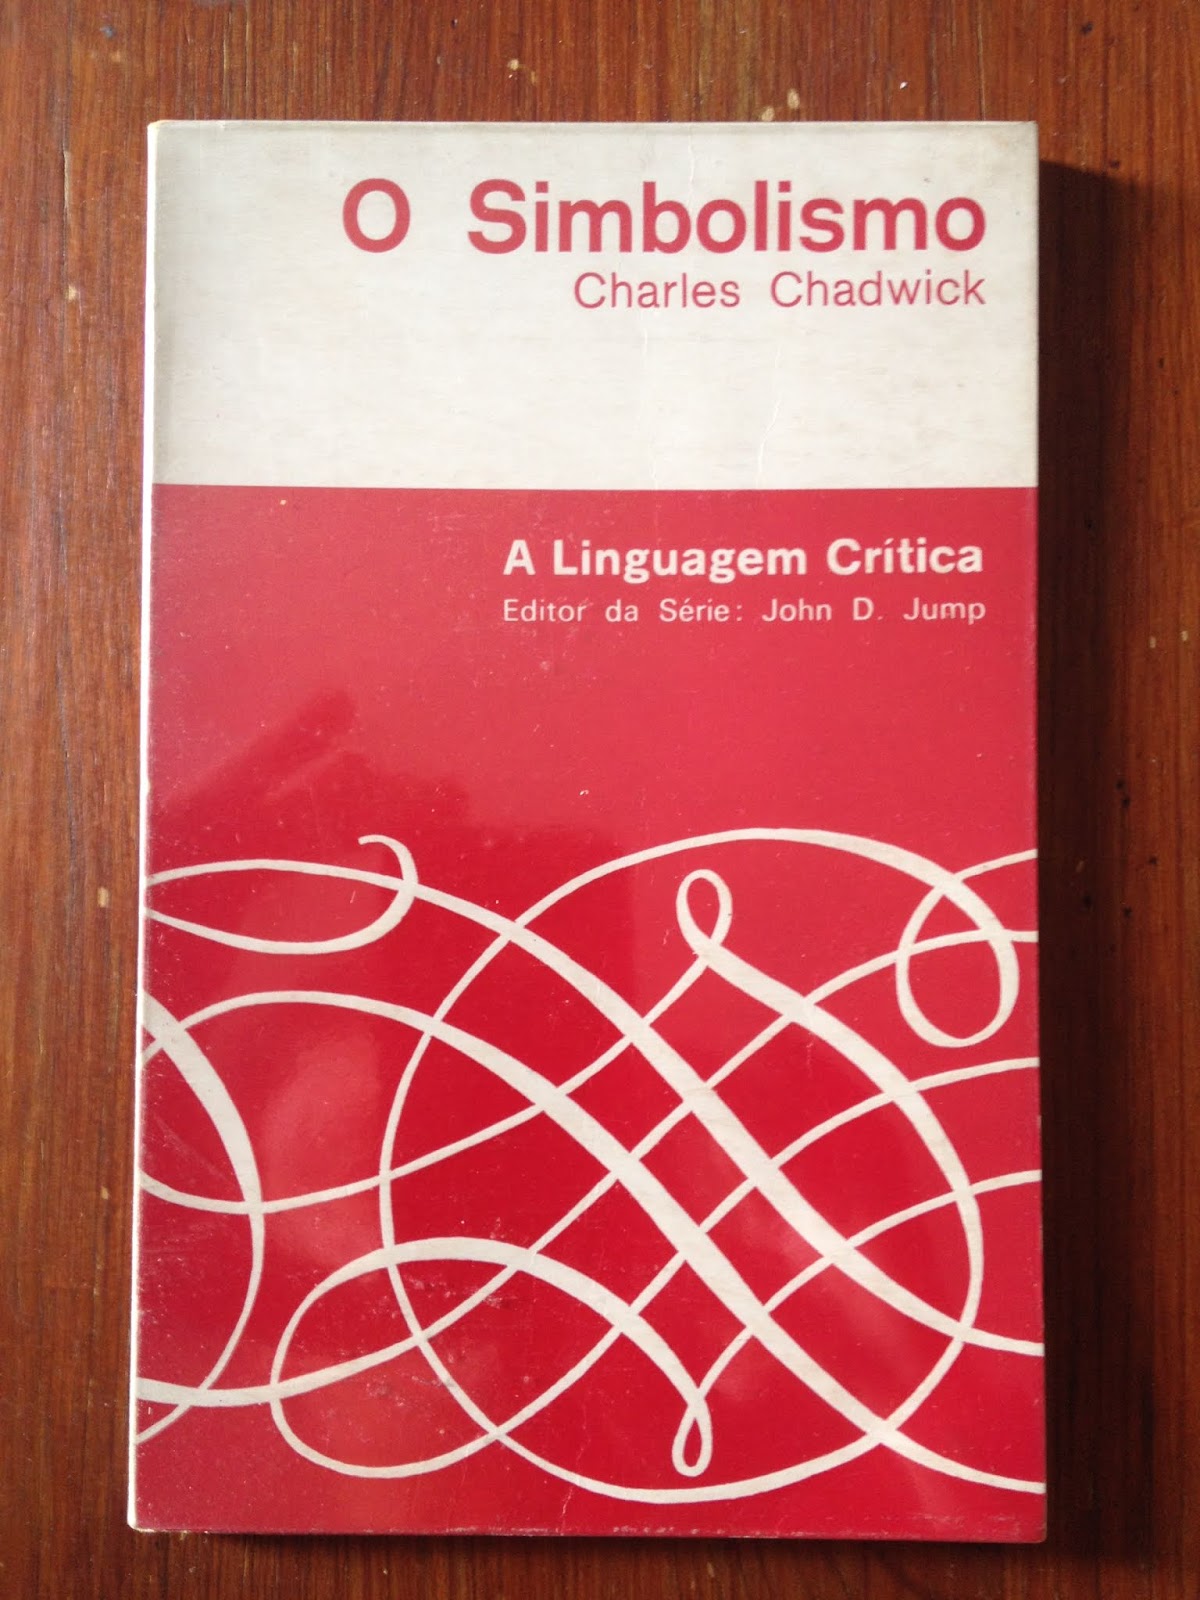 O Simbolismo
Charles Chadwick
A Linguagem Crítica
Editor da Série: John D. Jump